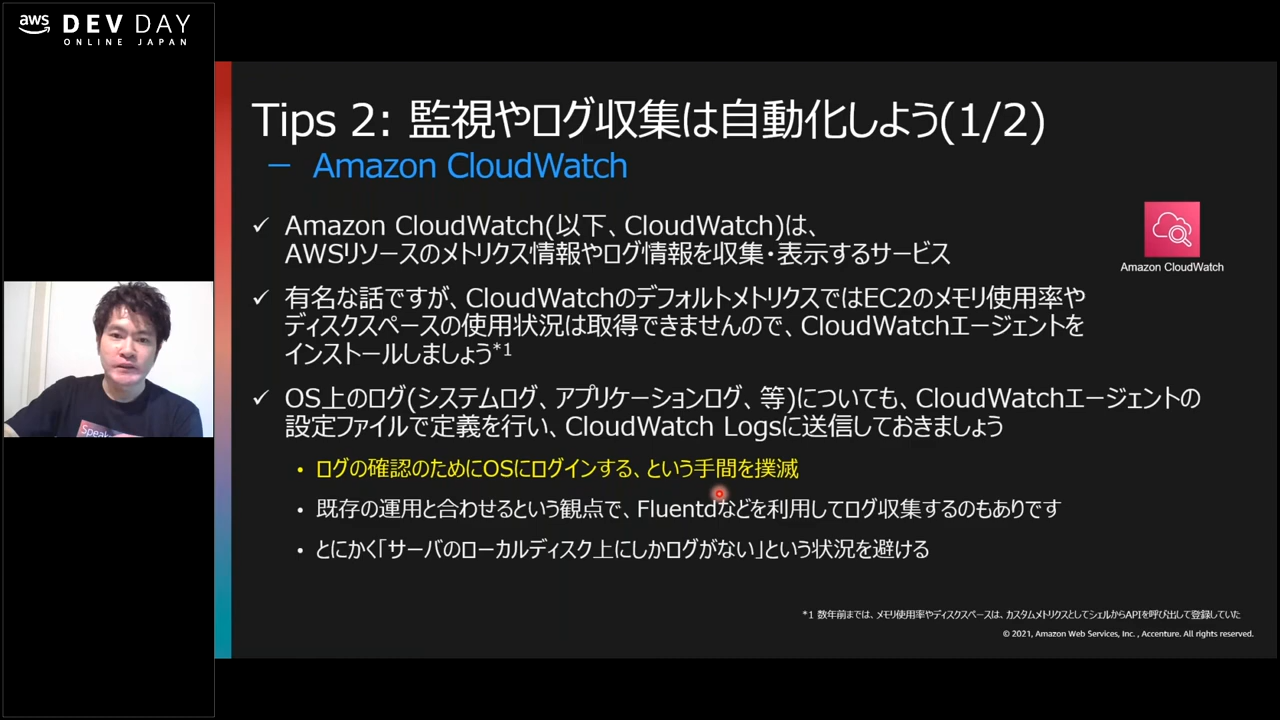 aws DEV DAY
ONLINE JAPAN
Tips 2: 監視やログ収集は自動化しよう(1/2)
－ Amazon CloudWatch
✓ Amazon CloudWatch(以下、CloudWatch)は、
AWSリソースのメトリクス情報やログ情報を収集・表示するサービス
Amazon CloudWatch
✓ 有名な話ですが、CloudWatchのデフォルトメトリクスではEC2のメモリ使用率や
ディスクスペースの使用状況は取得できませんので、CloudWatchエージェントを
インストールしましょう*1
✓ OS上のログ(システムログ、アプリケーションログ、等)についても、CloudWatchエージェントの
設定ファイルで定義を行い、CloudWatch Logsに送信しておきましょう
• ログの確認のためにOSにログインする、という手間を撲滅
• 既存の運用と合わせるという観点で、Fluentdなどを利用してログ収集するのもありです
• とにかく「サーバのローカルディスク上にしかログがない」という状況を避ける
*1 数年前までは、メモリ使用率やディスクスペースは、カスタムメトリクスとしてシェルからAPIを呼び出して登録していた
© 2021, Amazon Web Services, Inc. , Accenture. All rights reserved.